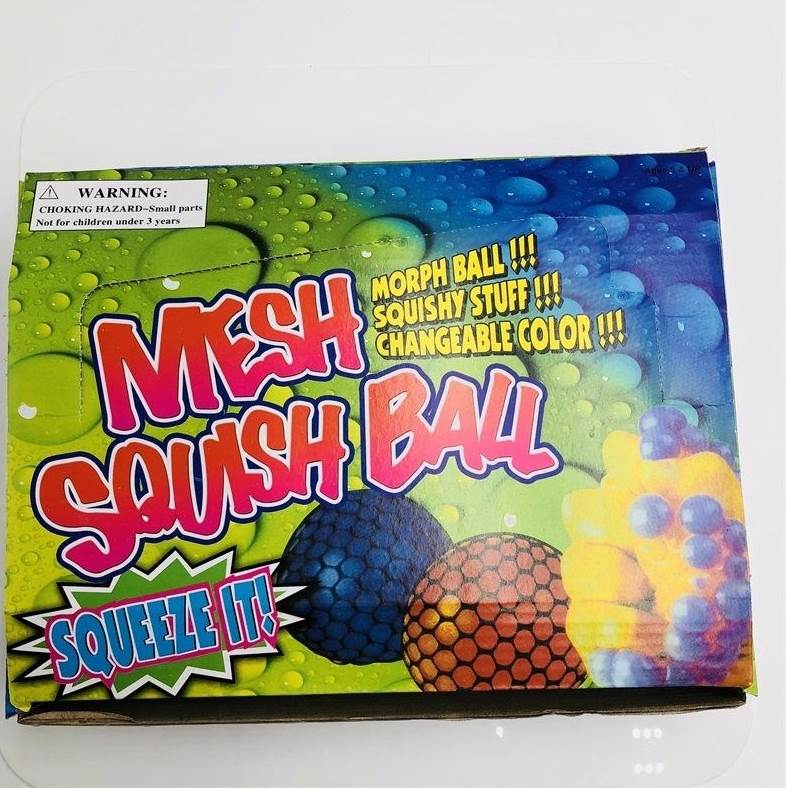 WARNING:
CHOKING HAZARD–Small parts
Not for children under 3 years
MORPH BALL !!!
SQUISHY STUFF !!!
CHANGEABLE COLOR !!!
MESH
SQUISH BALL
SQUEEZE IT!